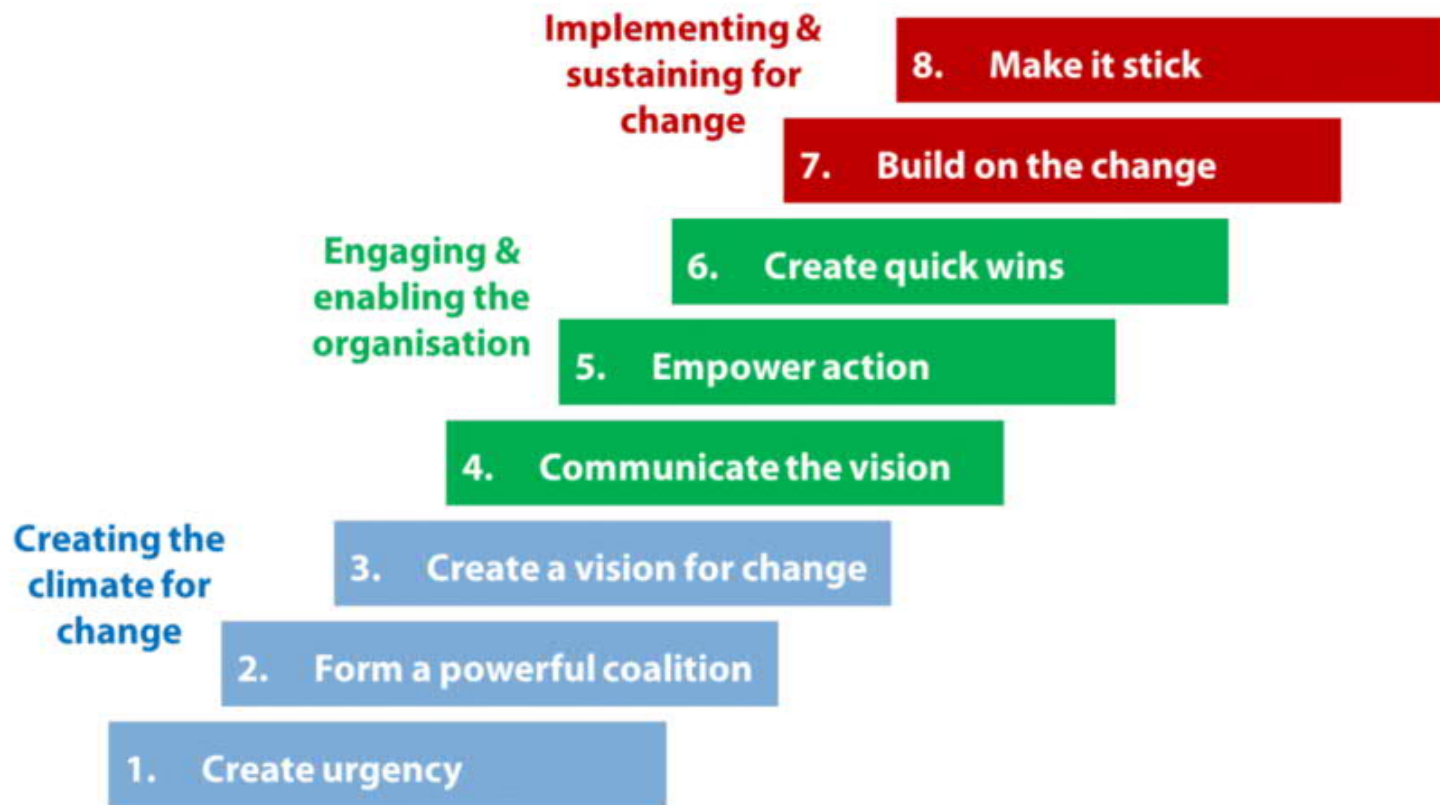 Implementing &
sustaining for
change
8. Make it stick
7. Build on the change
Engaging &
enabling the
organisation
6. Create quick wins
5. Empower action
4. Communicate the vision
Creating the
climate for
change
3. Create a vision for change
2. Form a powerful coalition
1. Create urgency